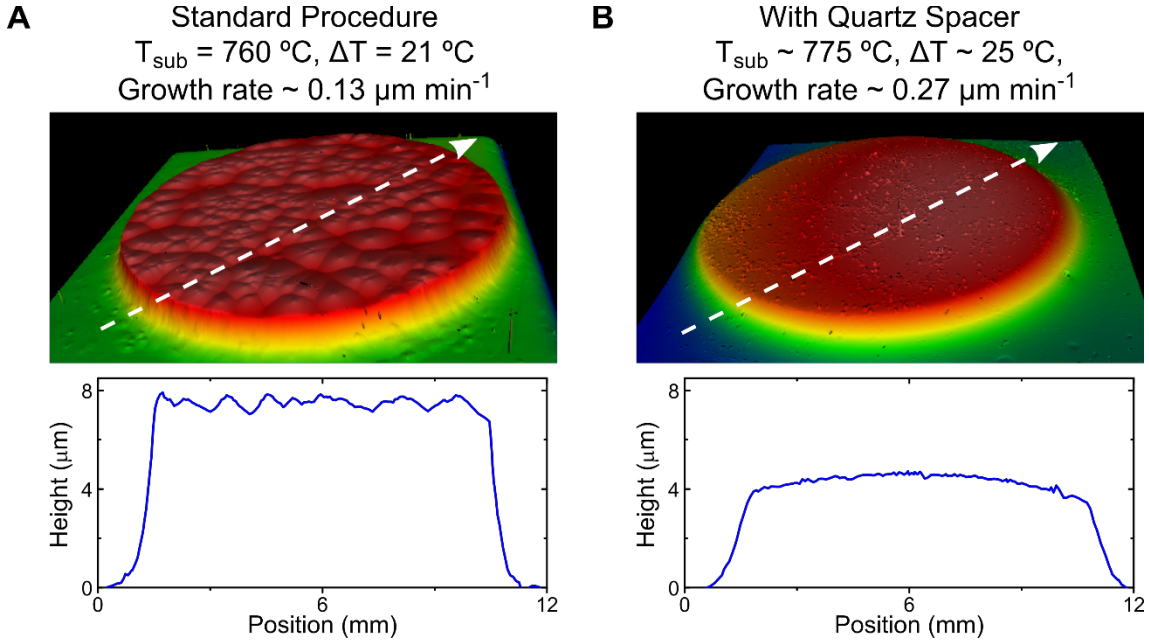 A
Standard Procedure
T_sub = 760 ºC, ΔT = 21 ºC
Growth rate ~ 0.13 µm min⁻¹
8
4
0
Height (µm)
0
6
12
Position (mm)
B
With Quartz Spacer
T_sub ~ 775 ºC, ΔT ~ 25 ºC,
Growth rate ~ 0.27 µm min⁻¹
8
4
0
Height (µm)
0
6
12
Position (mm)